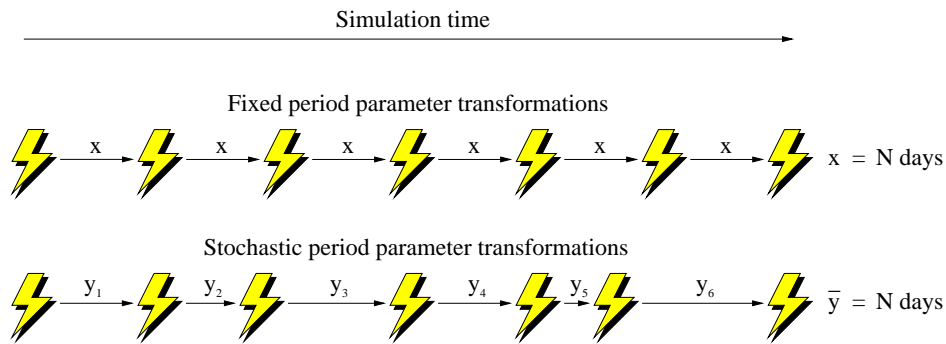 Simulation time
Fixed period parameter transformations
x x x x x x x = N days
Stochastic period parameter transformations
y₁ y₂ y₃ y₄ y₅ y₆ y̅ = N days